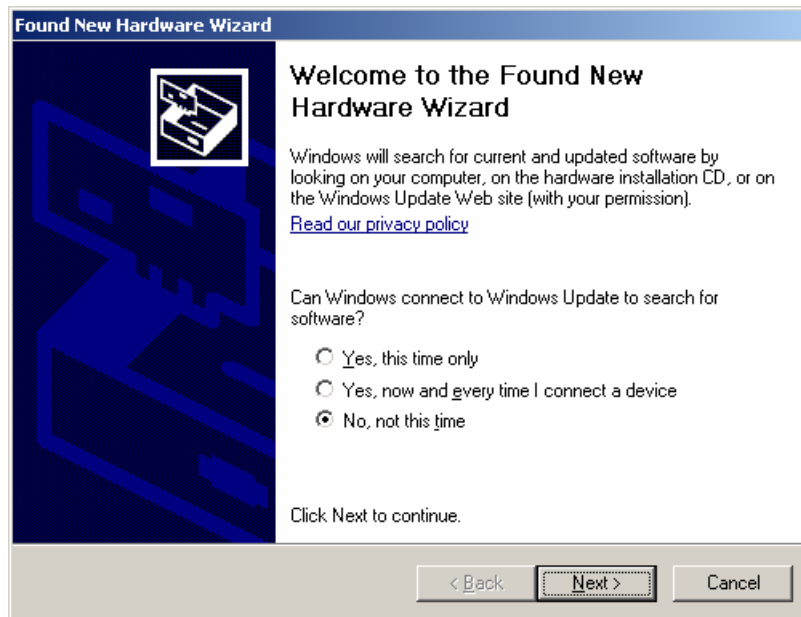 Found New Hardware Wizard
Welcome to the Found New
Hardware Wizard
Windows will search for current and updated software by
looking on your computer, on the hardware installation CD, or on
the Windows Update Web site (with your permission).
Read our privacy policy
Can Windows connect to Windows Update to search for
software?
Yes, this time only
Yes, now and every time I connect a device
No, not this time
Click Next to continue.
< Back
Next >
Cancel